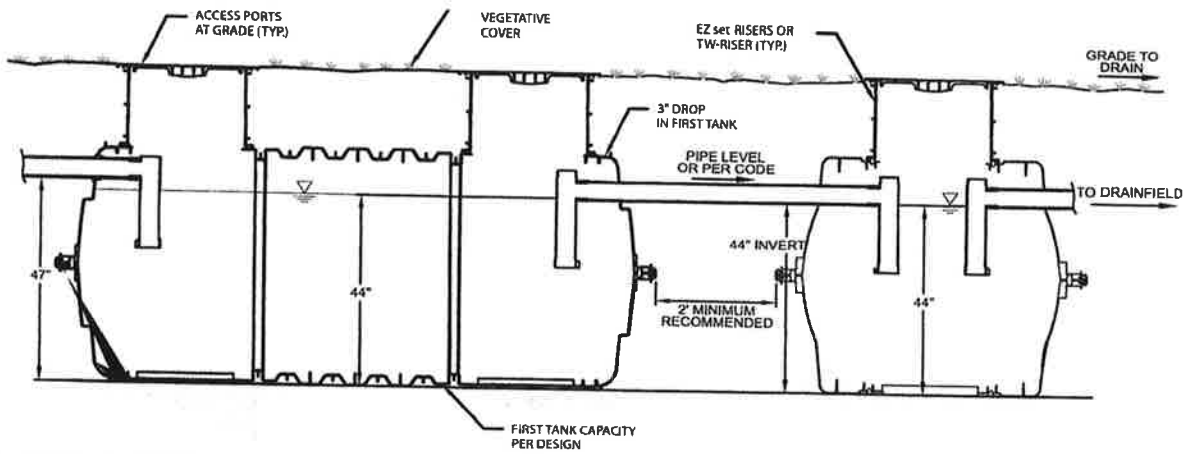 ACCESS PORTS
AT GRADE (TYP.)
VEGETATIVE
COVER
EZ set RISERS OR
TW-RISER (TYP.)
GRADE TO
DRAIN
3" DROP
IN FIRST TANK
PIPE LEVEL
OR PER CODE
TO DRAINFIELD
47"
44"
44" INVERT
44"
2' MINIMUM
RECOMMENDED
FIRST TANK CAPACITY
PER DESIGN